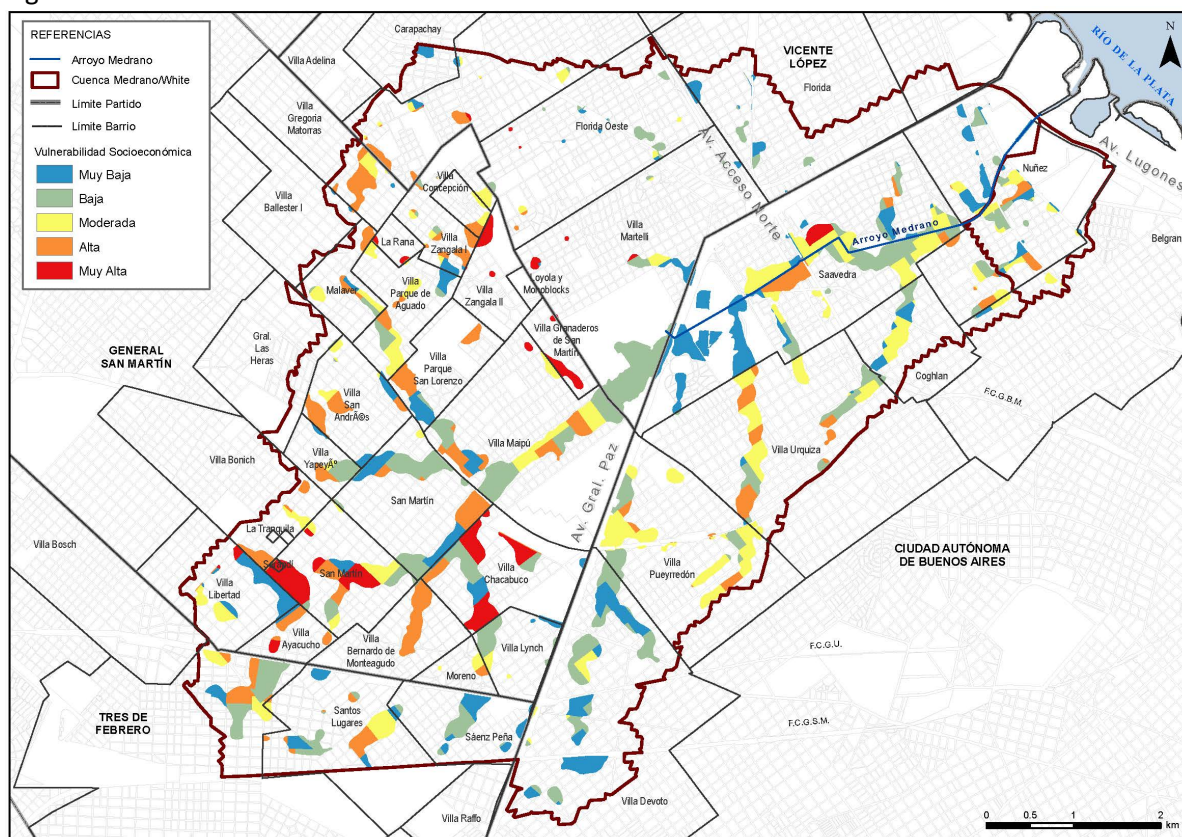 REFERENCIAS
Arroyo Medrano
Cuenca Medrano/White
Límite Partido
Límite Barrio
Vulnerabilidad Socioeconómica
Muy Baja
Baja
Moderada
Alta
Muy Alta
Carapachay
Villa Adelina
VICENTE
LÓPEZ
Florida
RÍO DE LA PLATA
N
Villa
Gregoria
Matorras
Florida Oeste
Av. Acceso Norte
Av. Lugones
Nuñez
Villa
Ballester I
Villa
Concepción
La Rana
Villa
Zangala I
Villa
Martelli
Arroyo Medrano
Saavedra
Belgran
Malaver
Villa
Parque de
Aguado
Villa
Zangala II
Loyola y
Monoblocks
Villa Granaderos
de San
Martín
Gral.
Las
Heras
GENERAL
SAN MARTÍN
Villa
Parque
San Lorenzo
Coghlan
F.C.G.B.M.
Villa
San
AndrÃ©s
Villa Maipú
Villa Urquiza
Villa Bonich
Villa
YapeyÃº
San Martín
Av. Gral. Paz
La Tranquila
Villa Bosch
San Martín
Villa
Libertad
Villa
Chacabuco
Villa
Pueyrredón
CIUDAD AUTÓNOMA
DE BUENOS AIRES
Villa
Ayacucho
Villa
Bernardo de
Monteagudo
Villa Lynch
Moreno
F.C.G.U.
TRES DE
FEBRERO
Santos
Lugares
Sáenz Peña
F.C.G.S.M.
Villa Devoto
Villa Raffo
0 0.5 1 2
km